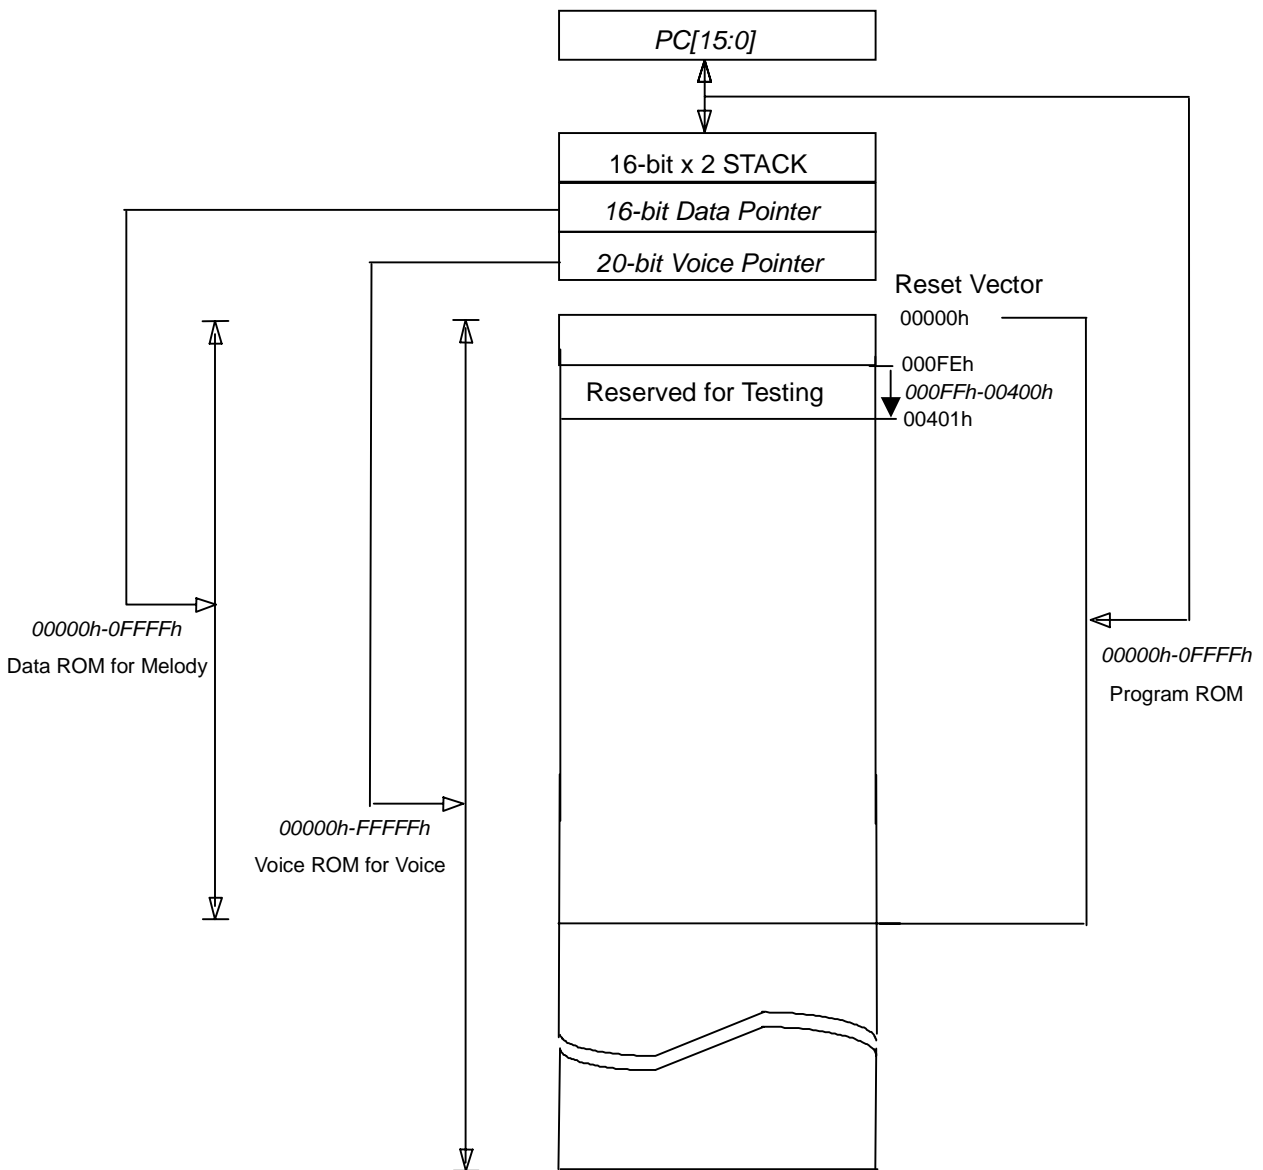 PC[15:0]
16-bit x 2 STACK
16-bit Data Pointer
20-bit Voice Pointer
Reset Vector
00000h
000FEh
Reserved for Testing
000FFh-00400h
00401h
00000h-0FFFFh
Data ROM for Melody
00000h-0FFFFh
Program ROM
00000h-FFFFFh
Voice ROM for Voice